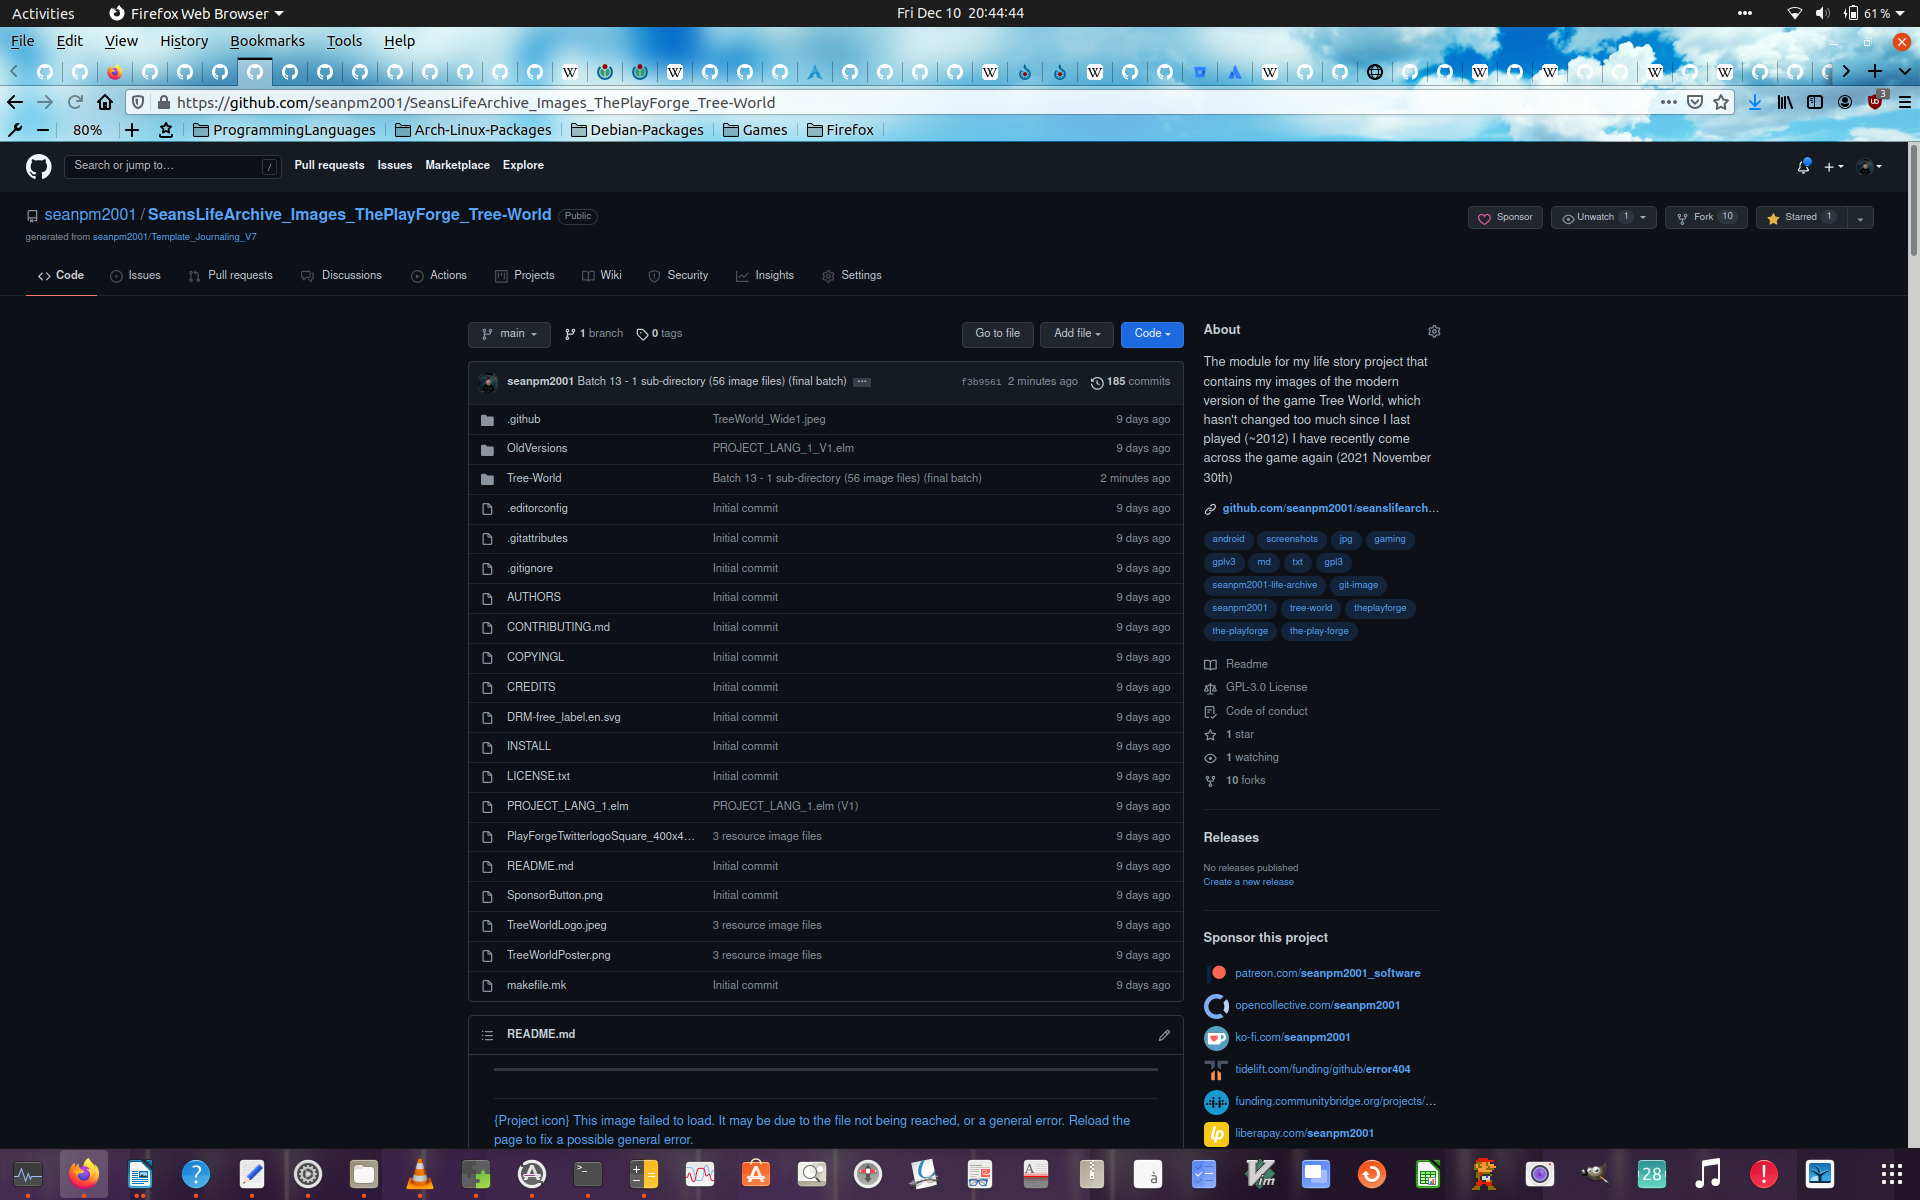 Activities Firefox Web Browser Fri Dec 10 20:44:44 61 %
File Edit View History Bookmarks Tools Help
https://github.com/seanpm2001/SeansLifeArchive_Images_ThePlayForge_Tree-World 3
80% ProgrammingLanguages Arch-Linux-Packages Debian-Packages Games Firefox
Search or jump to… / Pull requests Issues Marketplace Explore
seanpm2001 / SeansLifeArchive_Images_ThePlayForge_Tree-World Public Sponsor Unwatch 1 Fork 10 Starred 1
generated from seanpm2001/Template_Journaling_V7
Code Issues Pull requests Discussions Actions Projects Wiki Security Insights Settings
main 1 branch 0 tags Go to file Add file Code
seanpm2001 Batch 13 - 1 sub-directory (56 image files) (final batch) ··· f3b9561 2 minutes ago 185 commits
.github TreeWorld_Wide1.jpeg 9 days ago
OldVersions PROJECT_LANG_1_V1.elm 9 days ago
Tree-World Batch 13 - 1 sub-directory (56 image files) (final batch) 2 minutes ago
.editorconfig Initial commit 9 days ago
.gitattributes Initial commit 9 days ago
.gitignore Initial commit 9 days ago
AUTHORS Initial commit 9 days ago
CONTRIBUTING.md Initial commit 9 days ago
COPYINGL Initial commit 9 days ago
CREDITS Initial commit 9 days ago
DRM-free_label.en.svg Initial commit 9 days ago
INSTALL Initial commit 9 days ago
LICENSE.txt Initial commit 9 days ago
PROJECT_LANG_1.elm PROJECT_LANG_1.elm (V1) 9 days ago
PlayForgeTwitterlogoSquare_400x4… 3 resource image files 9 days ago
README.md Initial commit 9 days ago
SponsorButton.png Initial commit 9 days ago
TreeWorldLogo.jpeg 3 resource image files 9 days ago
TreeWorldPoster.png 3 resource image files 9 days ago
makefile.mk Initial commit 9 days ago
README.md
{Project icon} This image failed to load. It may be due to the file not being reached, or a general error. Reload the
page to fix a possible general error.
About
The module for my life story project that
contains my images of the modern
version of the game Tree World, which
hasn't changed too much since I last
played (~2012) I have recently come
across the game again (2021 November
30th)
github.com/seanpm2001/seanslifearch…
android screenshots jpg gaming
gplv3 md txt gpl3
seanpm2001-life-archive git-image
seanpm2001 tree-world theplayforge
the-playforge the-play-forge
Readme
GPL-3.0 License
Code of conduct
1 star
1 watching
10 forks
Releases
No releases published
Create a new release
Sponsor this project
patreon.com/seanpm2001_software
opencollective.com/seanpm2001
ko-fi.com/seanpm2001
tidelift.com/funding/github/error404
funding.communitybridge.org/projects/…
liberapay.com/seanpm2001
28